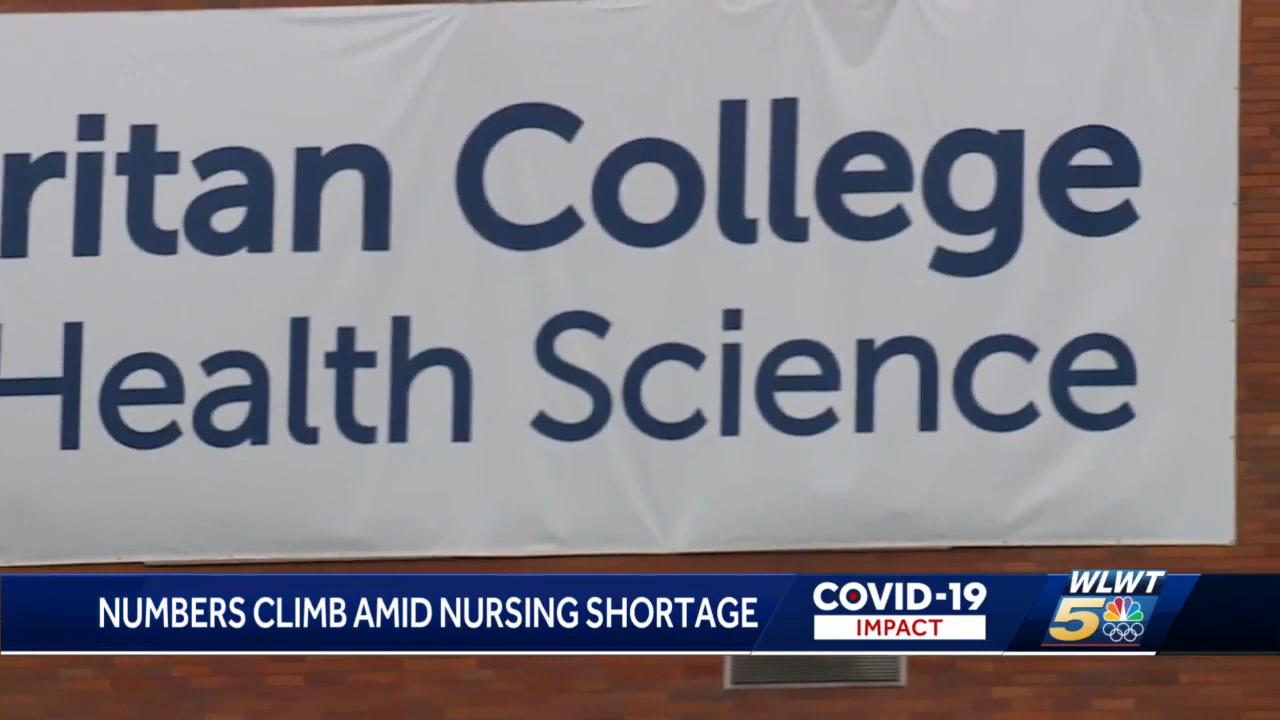 ritan College
Health Science
NUMBERS CLIMB AMID NURSING SHORTAGE
COVID-19
IMPACT
WLWT
5